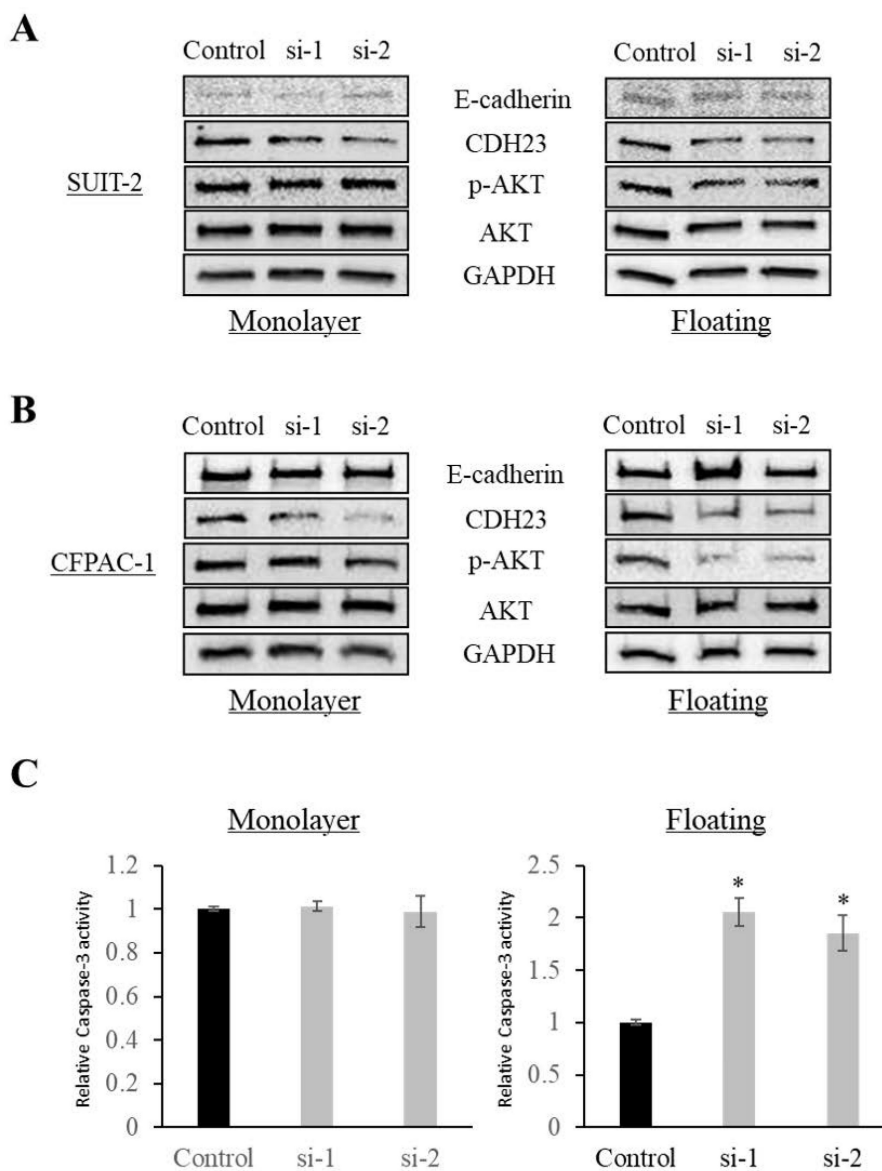 A
Control si-1 si-2
Control si-1 si-2
E-cadherin
CDH23
SUIT-2
p-AKT
AKT
GAPDH
Monolayer
Floating
B
Control si-1 si-2
Control si-1 si-2
E-cadherin
CDH23
CFPAC-1
p-AKT
AKT
GAPDH
Monolayer
Floating
C
Monolayer
Relative Caspase-3 activity
1.2
1
0.8
0.6
0.4
0.2
0
Control si-1 si-2
Floating
Relative Caspase-3 activity
2.5
2
1.5
1
0.5
0
* *
Control si-1 si-2